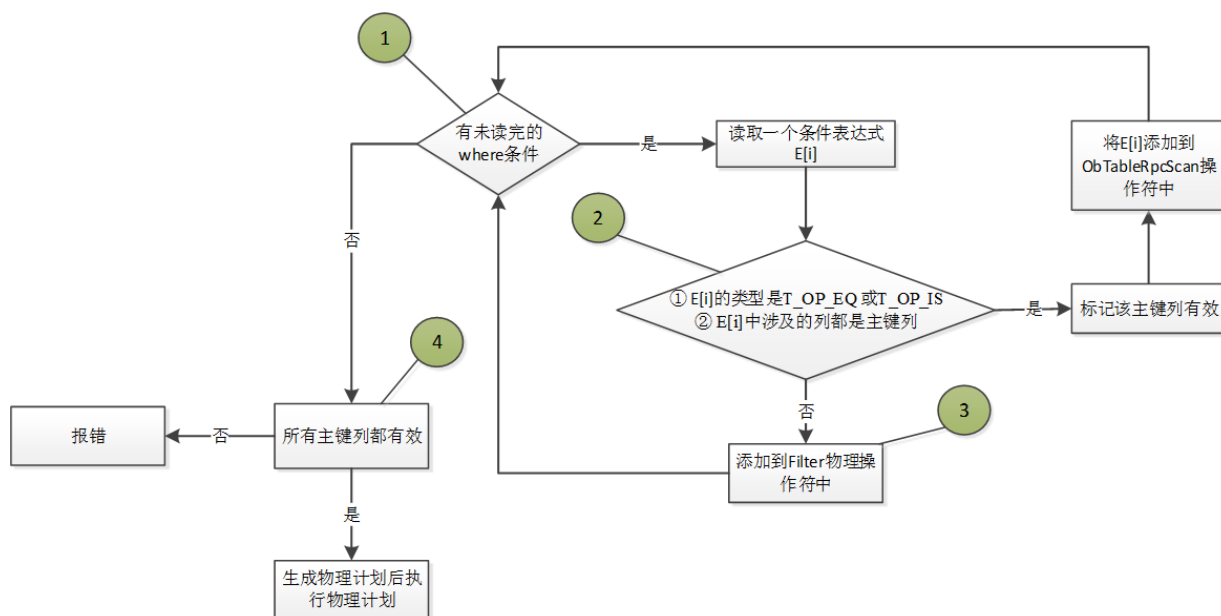 1
有未读完的
where条件
是
读取一个条件表达式
E[i]
将E[i]添加到
ObTableRpcScan操
作符中
2
否
① E[i]的类型是T_OP_EQ 或T_OP_IS
② E[i]中涉及的列都是主键列
是
标记该主键列有效
4
否
3
报错
否
所有主键列都有效
添加到Filter物理操
作符中
是
生成物理计划后执
行物理计划